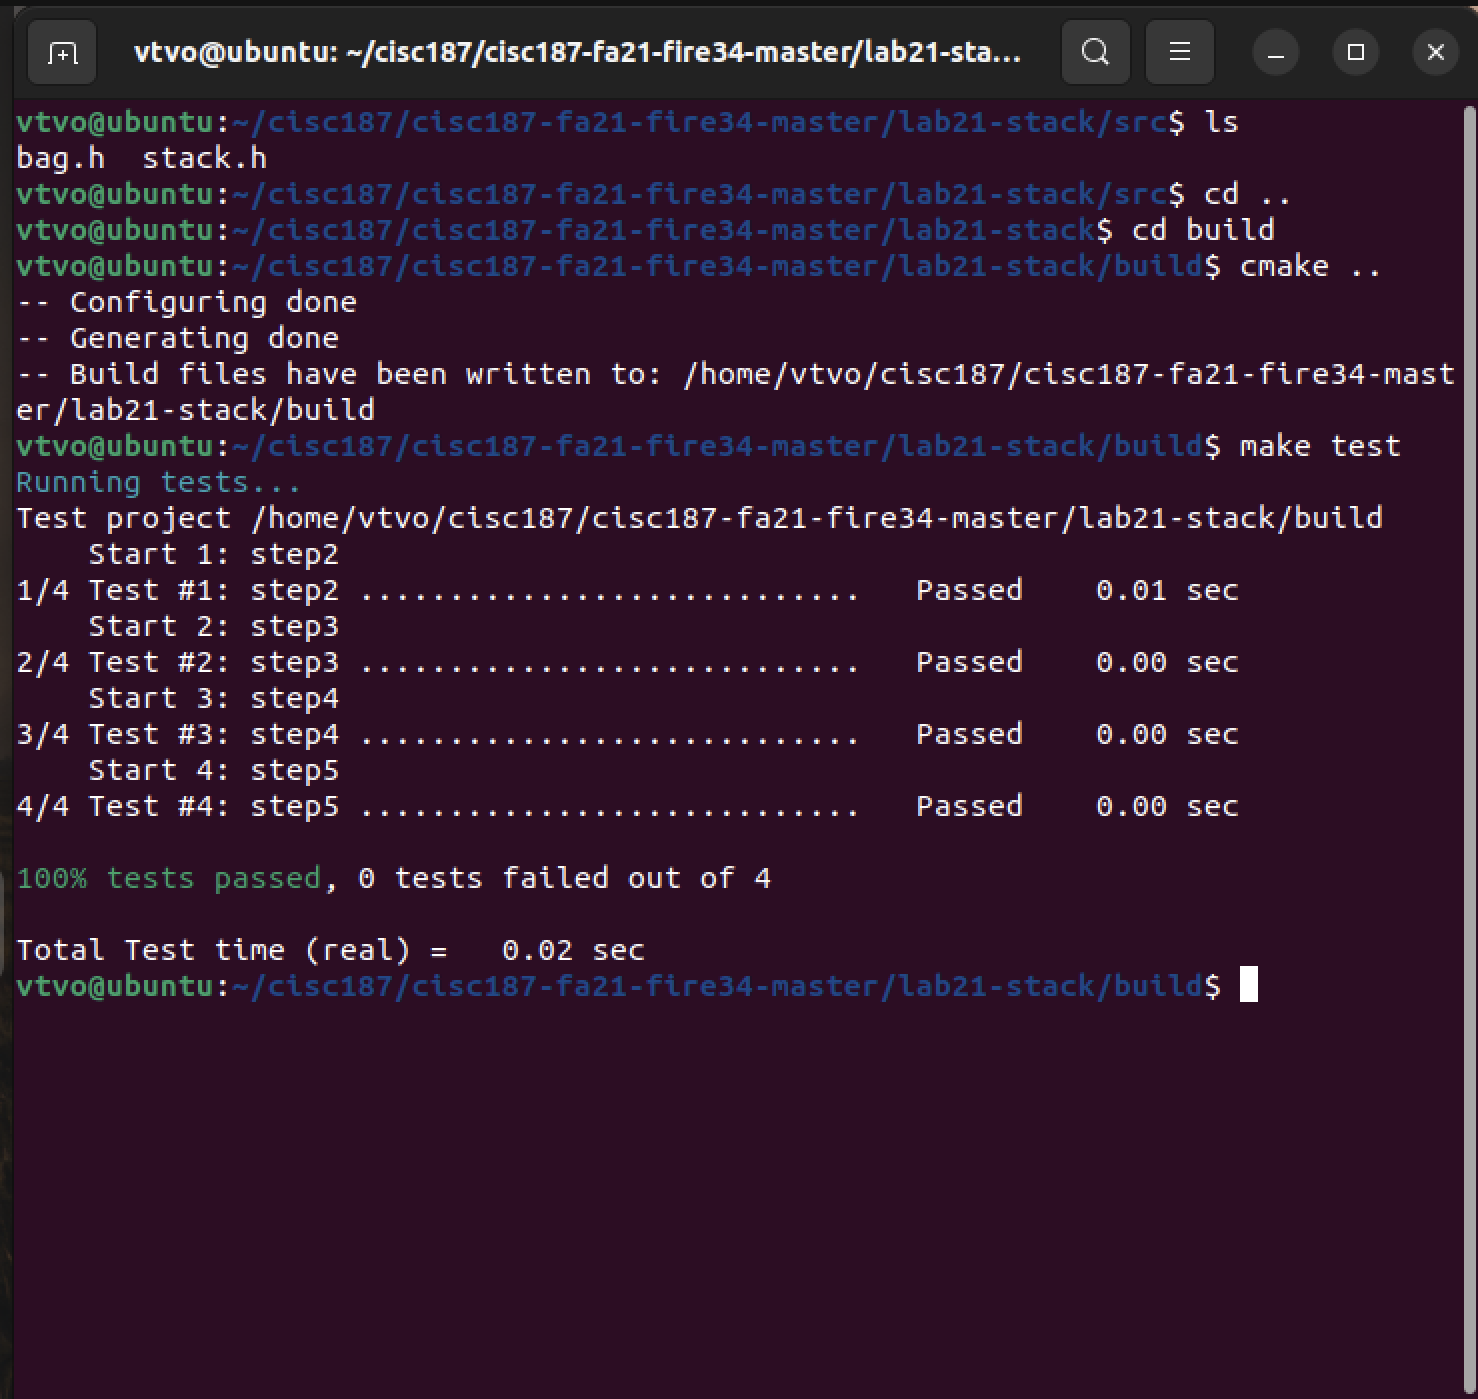 vtvo@ubuntu: ~/cisc187/cisc187-fa21-fire34-master/lab21-sta...
vtvo@ubuntu:~/cisc187/cisc187-fa21-fire34-master/lab21-stack/src$ ls
bag.h  stack.h
vtvo@ubuntu:~/cisc187/cisc187-fa21-fire34-master/lab21-stack/src$ cd ..
vtvo@ubuntu:~/cisc187/cisc187-fa21-fire34-master/lab21-stack$ cd build
vtvo@ubuntu:~/cisc187/cisc187-fa21-fire34-master/lab21-stack/build$ cmake ..
-- Configuring done
-- Generating done
-- Build files have been written to: /home/vtvo/cisc187/cisc187-fa21-fire34-mast
er/lab21-stack/build
vtvo@ubuntu:~/cisc187/cisc187-fa21-fire34-master/lab21-stack/build$ make test
Running tests...
Test project /home/vtvo/cisc187/cisc187-fa21-fire34-master/lab21-stack/build
    Start 1: step2
1/4 Test #1: step2 ............................   Passed    0.01 sec
    Start 2: step3
2/4 Test #2: step3 ............................   Passed    0.00 sec
    Start 3: step4
3/4 Test #3: step4 ............................   Passed    0.00 sec
    Start 4: step5
4/4 Test #4: step5 ............................   Passed    0.00 sec
100% tests passed, 0 tests failed out of 4
Total Test time (real) =   0.02 sec
vtvo@ubuntu:~/cisc187/cisc187-fa21-fire34-master/lab21-stack/build$